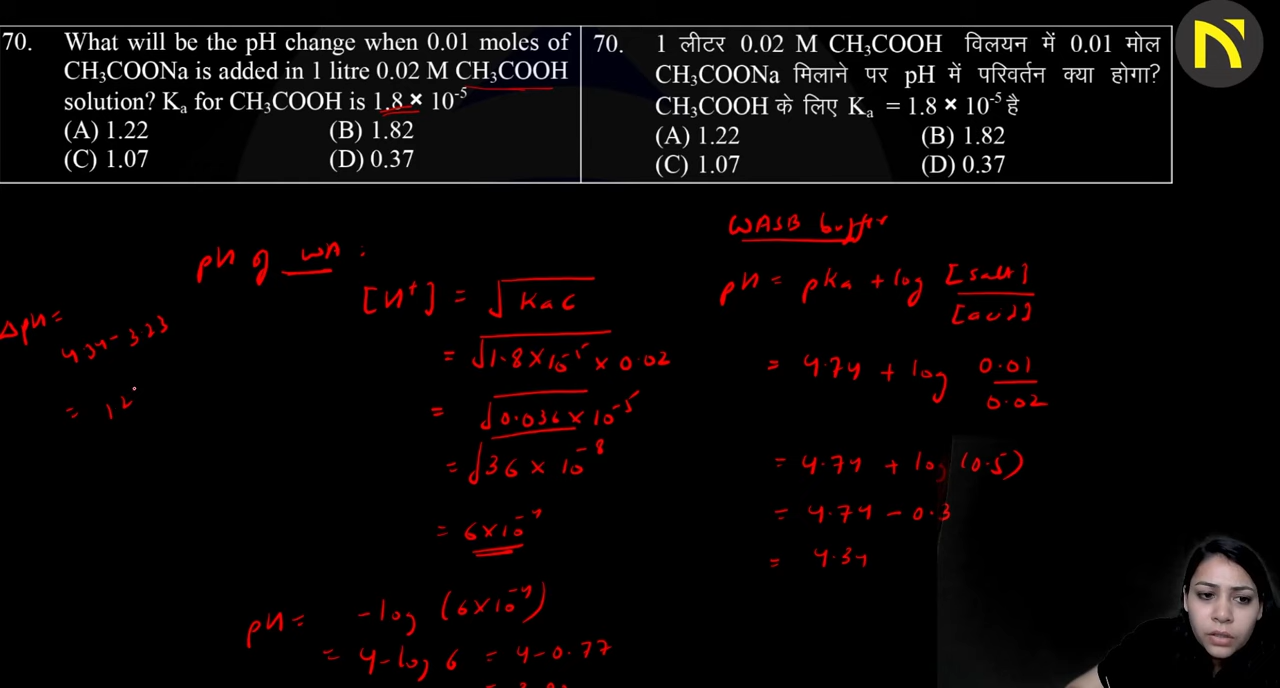 70. What will be the pH change when 0.01 moles of
CH₃COONa is added in 1 litre 0.02 M CH₃COOH
solution? Kₐ for CH₃COOH is 1.8 × 10⁻⁵
(A) 1.22 (B) 1.82
(C) 1.07 (D) 0.37
70. 1 लीटर 0.02 M CH₃COOH विलयन में 0.01 मोल
CH₃COONa मिलाने पर pH में परिवर्तन क्या होगा?
CH₃COOH के लिए Kₐ = 1.8 × 10⁻⁵ है
(A) 1.22 (B) 1.82
(C) 1.07 (D) 0.37
pH of WA :
[H⁺] = √KaC
= √1.8×10⁻⁵ × 0.02
= √0.036×10⁻⁵
= √36 × 10⁻⁸
= 6×10⁻⁴
pH = -log (6×10⁻⁴)
= 4-log 6 = 4-0.77
WASB buffer
pH = pKa + log [salt]/[acid]
= 4.74 + log 0.01/0.02
= 4.74 + log (0.5)
= 4.74 - 0.3
= 4.34
ΔpH =
434-323
= 12